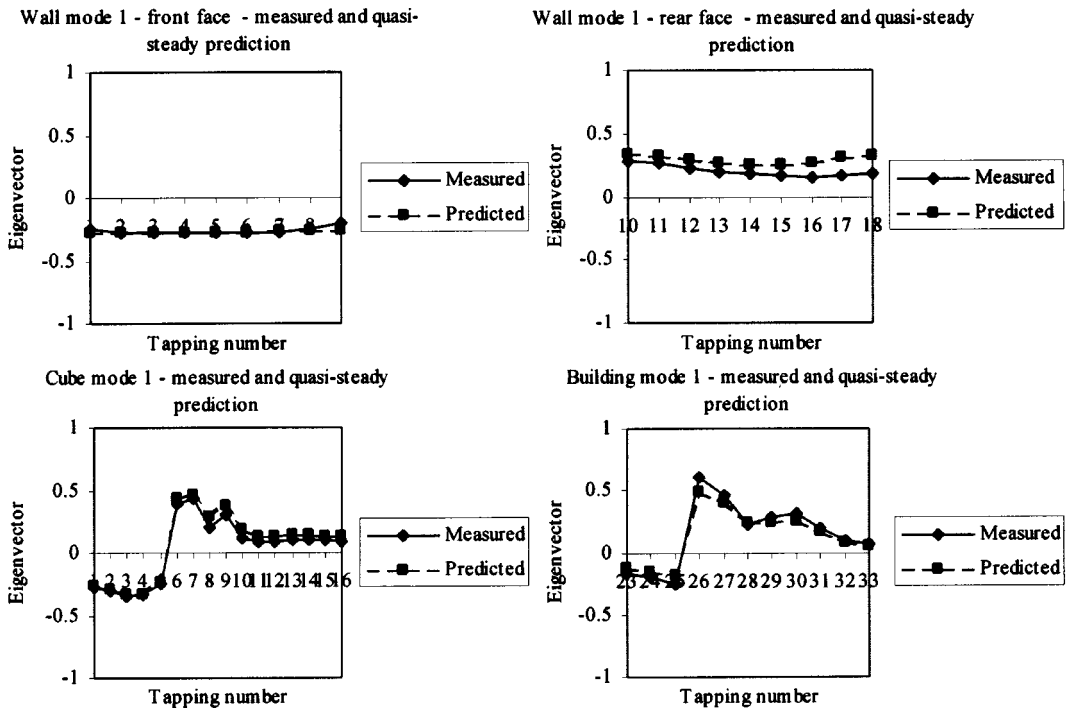 Wall mode 1 - front face - measured and quasi-
steady prediction
1
0.5
0
-0.5
-1
Eigenvector
2 3 4 5 6 7 8
Tapping number
Measured
Predicted
Wall mode 1 - rear face - measured and quasi-steady
prediction
1
0.5
0
-0.5
-1
Eigenvector
10 11 12 13 14 15 16 17 18
Tapping number
Measured
Predicted
Cube mode 1 - measured and quasi-steady
prediction
1
0.5
0
-0.5
-1
Eigenvector
2 3 4 6 7 8 9 10 11 12 13 14 15 16
Tapping number
Measured
Predicted
Building mode 1 - measured and quasi-steady
prediction
1
0.5
0
-0.5
-1
Eigenvector
23 24 25 26 27 28 29 30 31 32 33
Tapping number
Measured
Predicted